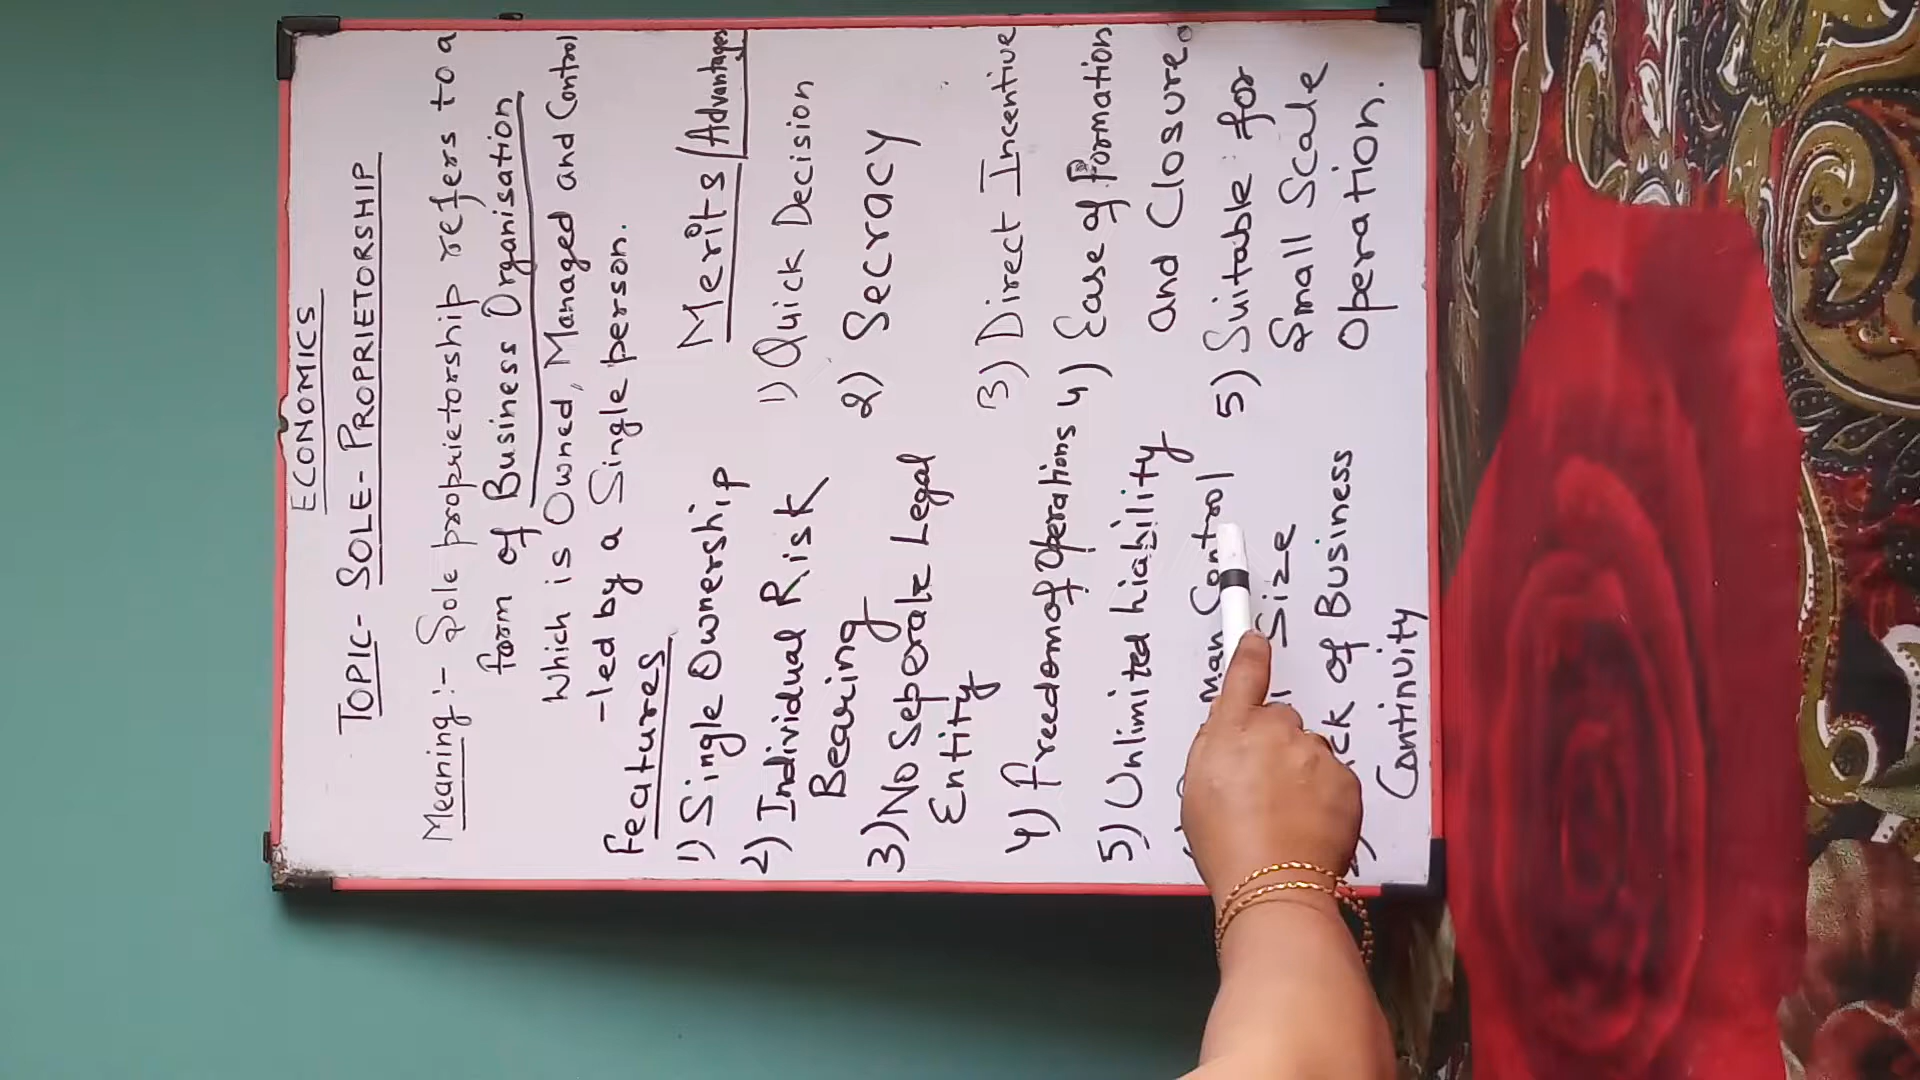 ECONOMICS
TOPIC- SOLE-PROPRIETORSHIP
Meaning:- Sole proprietorship refers to a
form of Business Organisation
which is Owned, Managed and Control
-led by a Single person.
Features
1) Single Ownership
2) Individual Risk
Bearing
3) No Seperate Legal
Entity
4) Freedom of Operations
5) Unlimited Liability
Man Control
Size
of Business
Continuity
Merits/Advantages
1) Quick Decision
2) Secracy
3) Direct Incentive
4) Ease of Formation
and Closure.
5) Suitable for
Small Scale
Operation.